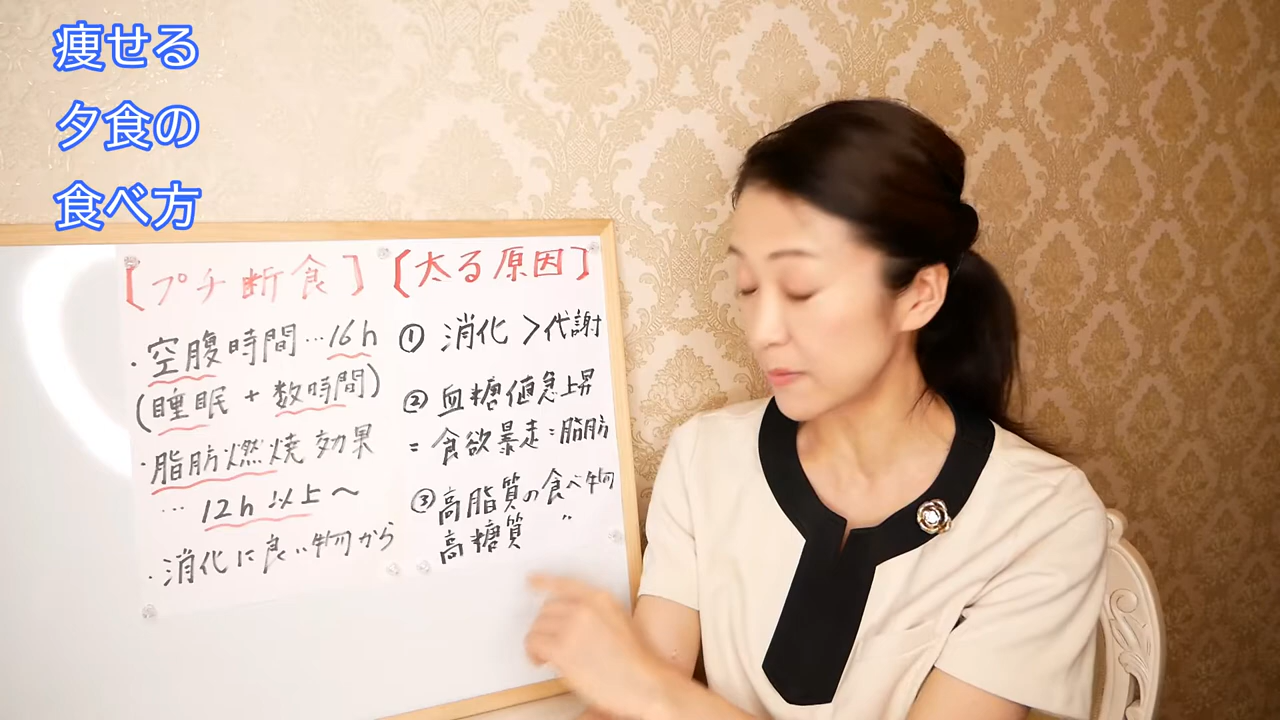 痩せる
夕食の
食べ方
【プチ断食】
・空腹時間…16h
(睡眠+数時間)
・脂肪燃焼効果
…12h以上〜
・消化に良い物から
【太る原因】
① 消化>代謝
② 血糖値急上昇
=食欲暴走=脂肪
③高脂質の食べ物
高糖質 〃